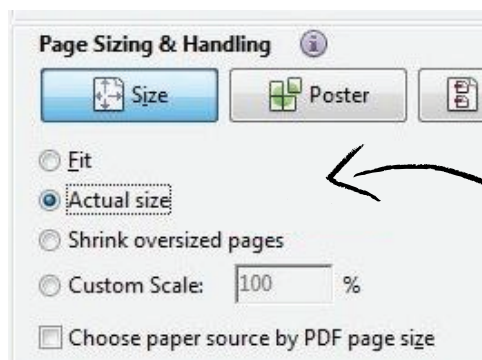 Page Sizing & Handling i
Size Poster
Fit
Actual size
Shrink oversized pages
Custom Scale: 100 %
Choose paper source by PDF page size